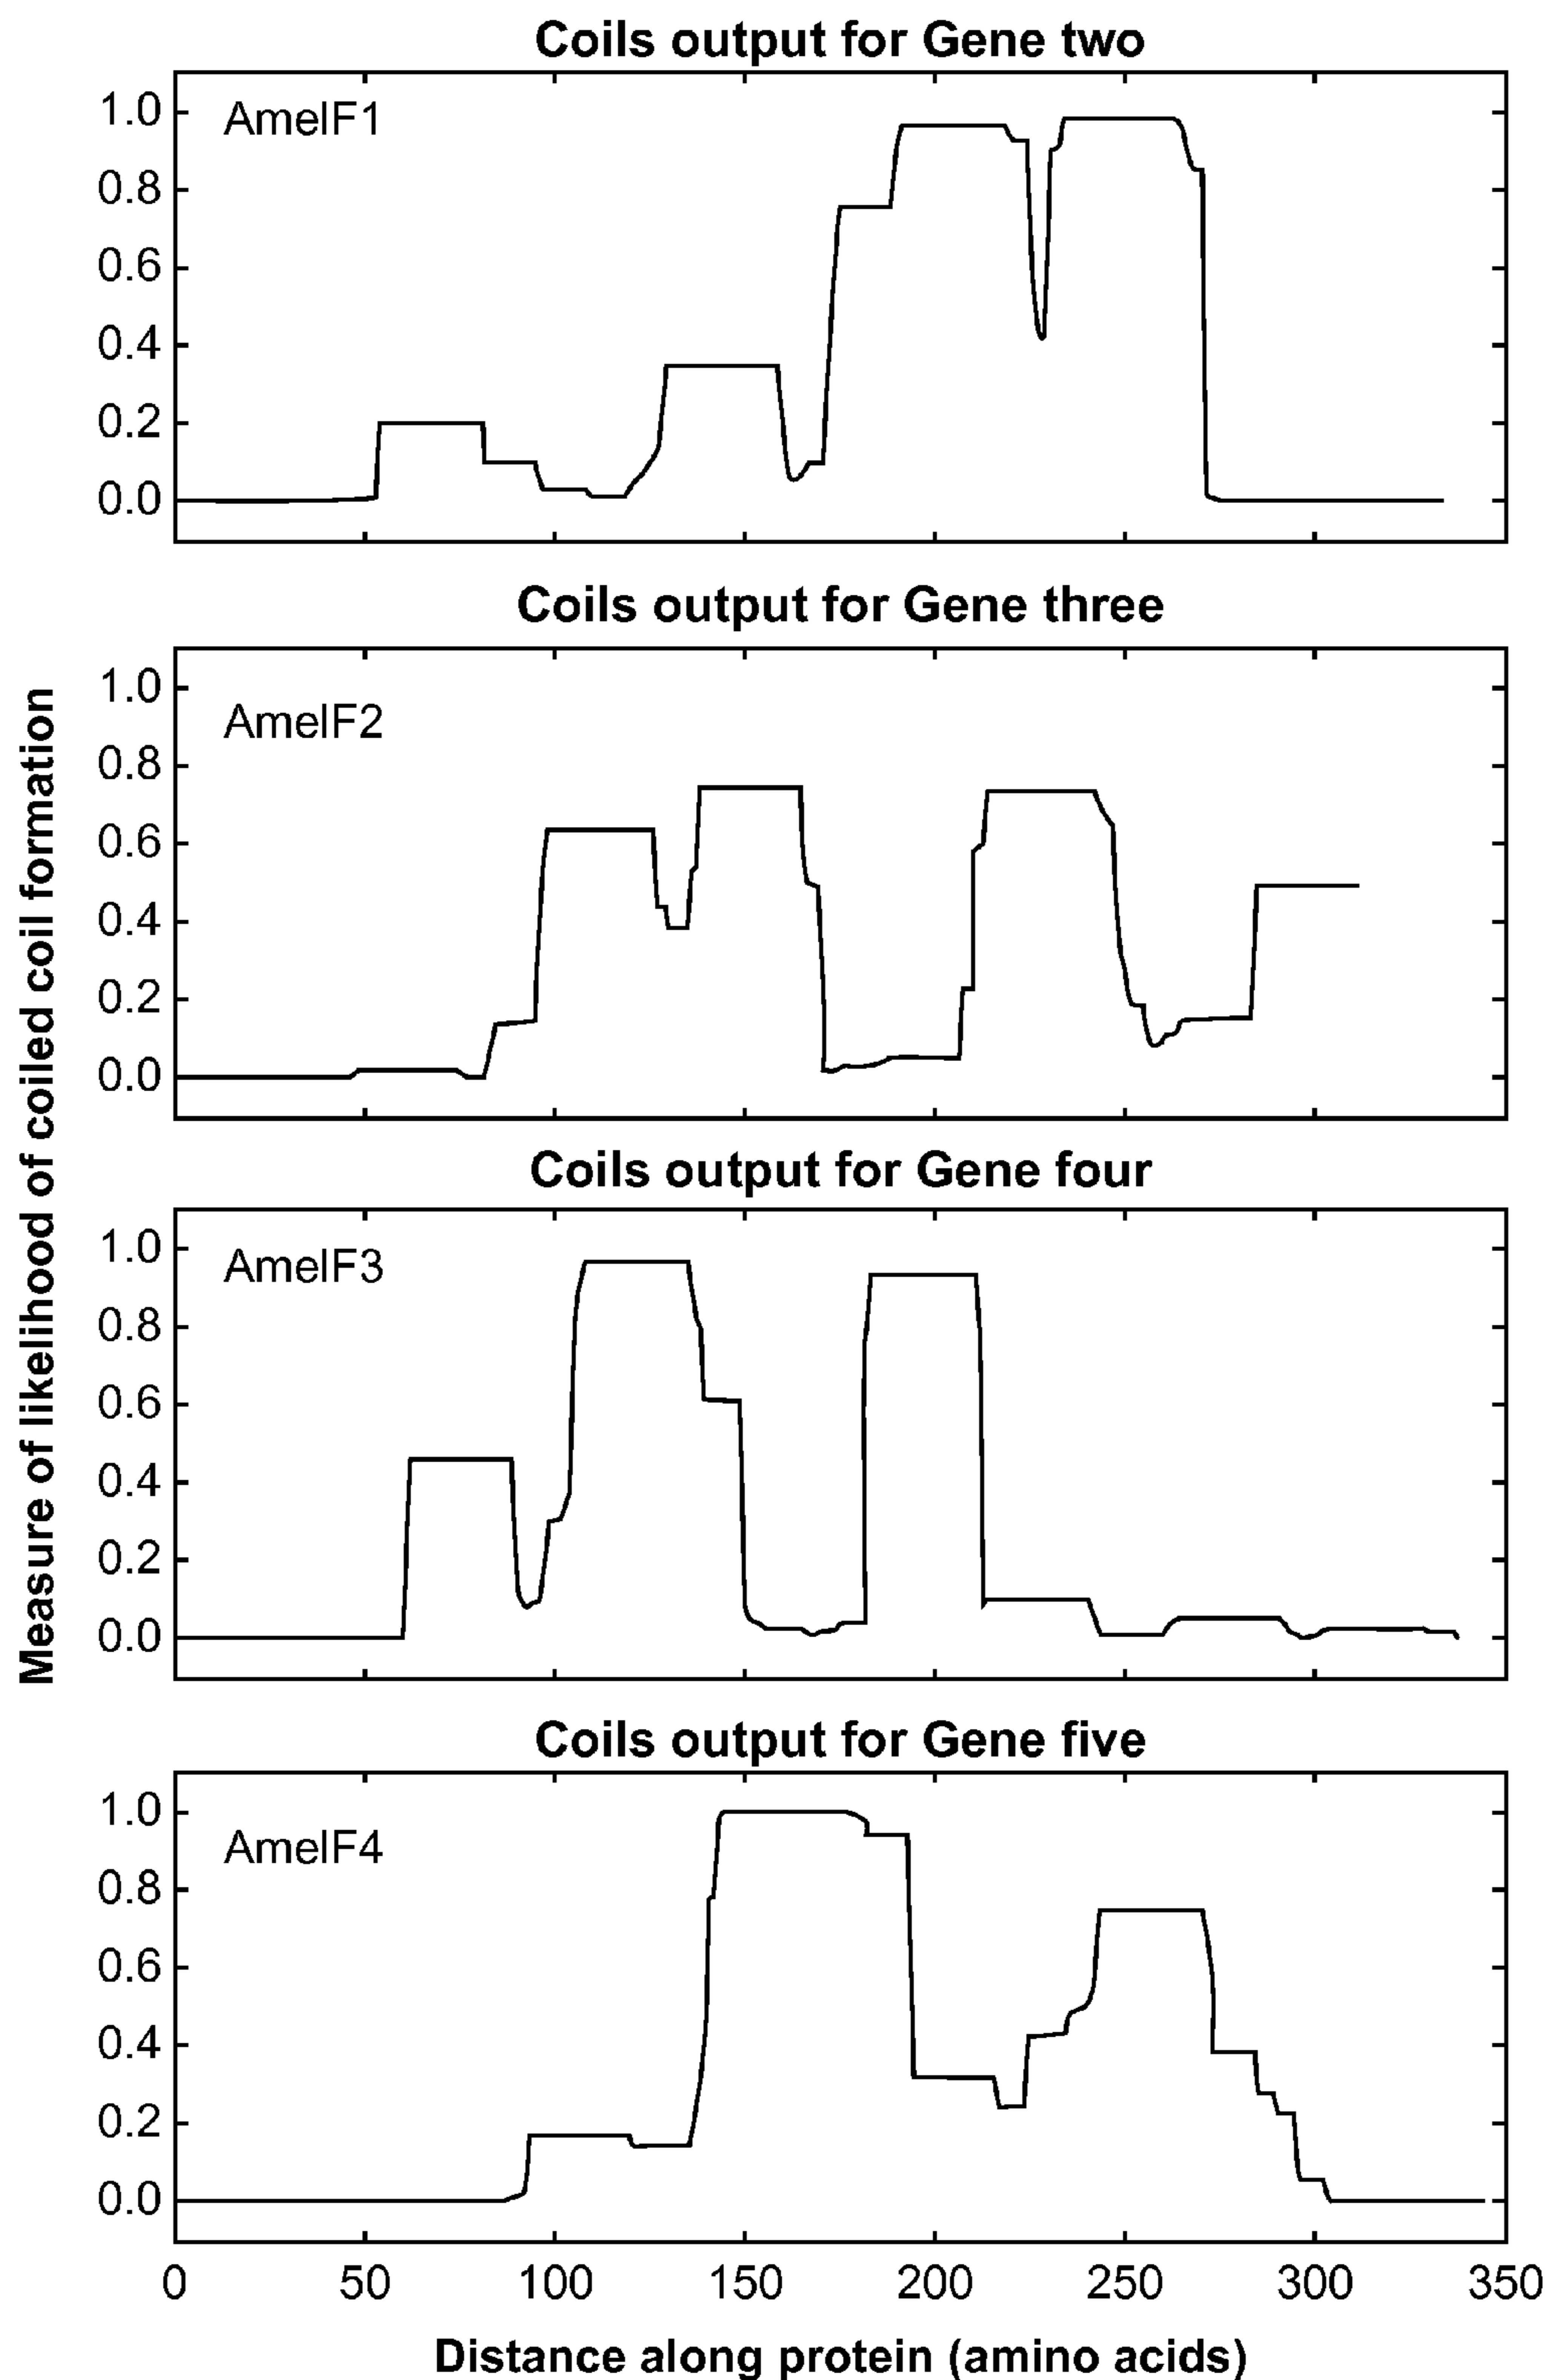 Coils output for Gene two
AmelF1
1.0
0.8
0.6
0.4
0.2
0.0
Coils output for Gene three
AmelF2
1.0
0.8
0.6
0.4
0.2
0.0
Coils output for Gene four
AmelF3
1.0
0.8
0.6
0.4
0.2
0.0
Coils output for Gene five
AmelF4
1.0
0.8
0.6
0.4
0.2
0.0
0 50 100 150 200 250 300 350
Distance along protein (amino acids)
Measure of likelihood of coiled coil formation